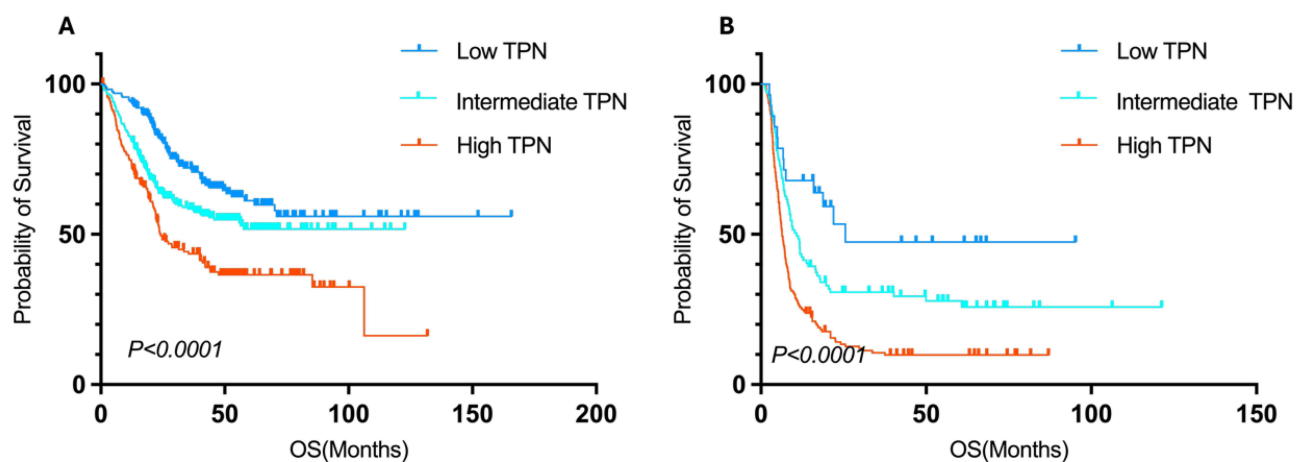 A
Low TPN
Intermediate TPN
High TPN
100
50
0
Probability of Survival
P<0.0001
0 50 100 150 200
OS(Months)
B
Low TPN
Intermediate TPN
High TPN
100
50
0
Probability of Survival
P<0.0001
0 50 100 150
OS(Months)